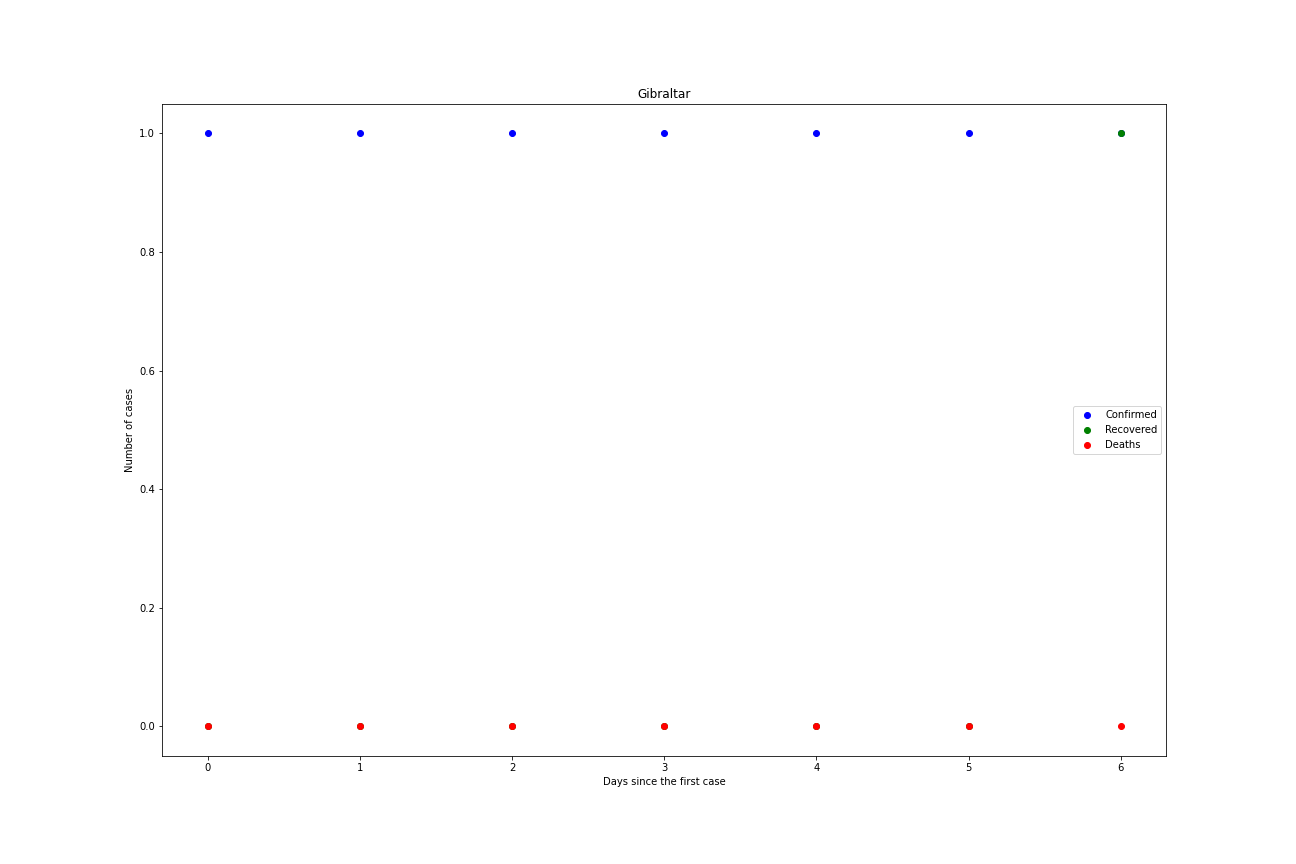 Gibraltar
1.0
0.8
0.6
0.4
0.2
0.0
Number of cases
Confirmed
Recovered
Deaths
0 1 2 3 4 5 6
Days since the first case